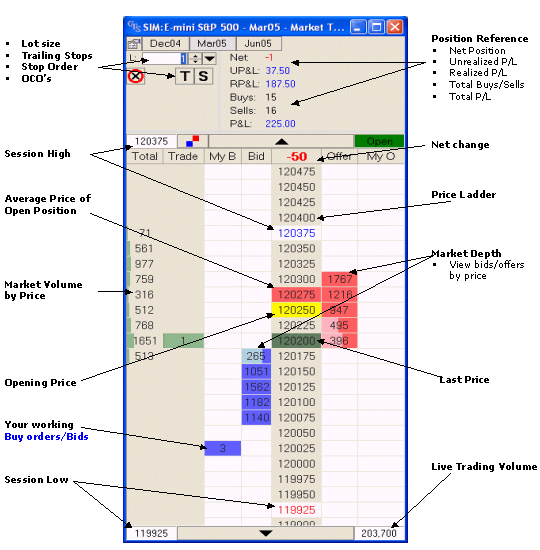 SIM:E-mini S&P 500 - Mar05 - Market T...
Dec04 Mar05 Jun05
L: 1
T S
Net: -1
UP&L: 37.50
RP&L: 187.50
Buys: 15
Sells: 16
P&L: 225.00
120375 Open
Total Trade My B Bid -50 Offer My O
120475
120450
120425
120400
71 120375
561 120350
977 120325
759 120300 1767
316 120275 1216
512 120250 947
768 120225 495
1651 1 120200 396
513 265 120175
1051 120150
1562 120125
1182 120100
1140 120075
120050
3 120025
120000
119975
119950
119925
119900
119925 203,700
▪ Lot size
▪ Trailing Stops
▪ Stop Order
▪ OCO's
Session High
Average Price of
Open Position
Market Volume
by Price
Opening Price
Your working
Buy orders/Bids
Session Low
Position Reference
▪ Net Position
▪ Unrealized P/L
▪ Realized P/L
▪ Total Buys/Sells
▪ Total P/L
Net change
Price Ladder
Market Depth
▪ View bids/offers
by price
Last Price
Live Trading Volume